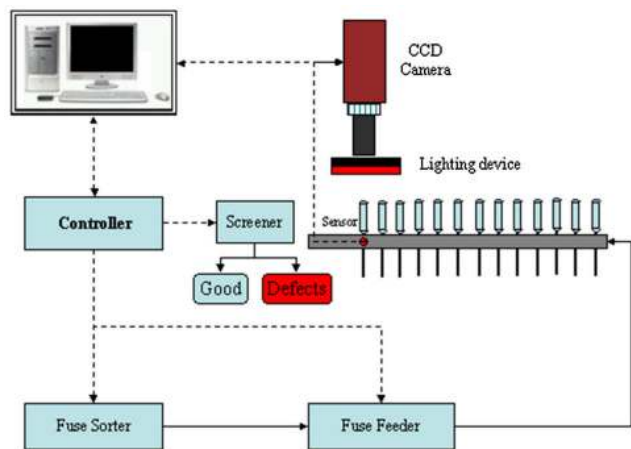 CCD
Camera
Lighting device
Controller
Screener
Sensor
Good
Defects
Fuse Sorter
Fuse Feeder